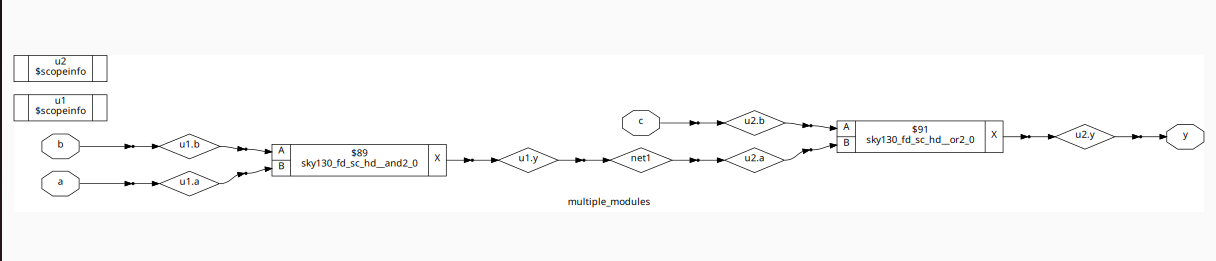 u2
$scopeinfo
u1
$scopeinfo
b
u1.b
a
u1.a
A
B
$89
sky130_fd_sc_hd__and2_0
X
u1.y
net1
c
u2.b
u2.a
A
B
$91
sky130_fd_sc_hd__or2_0
X
u2.y
y
multiple_modules